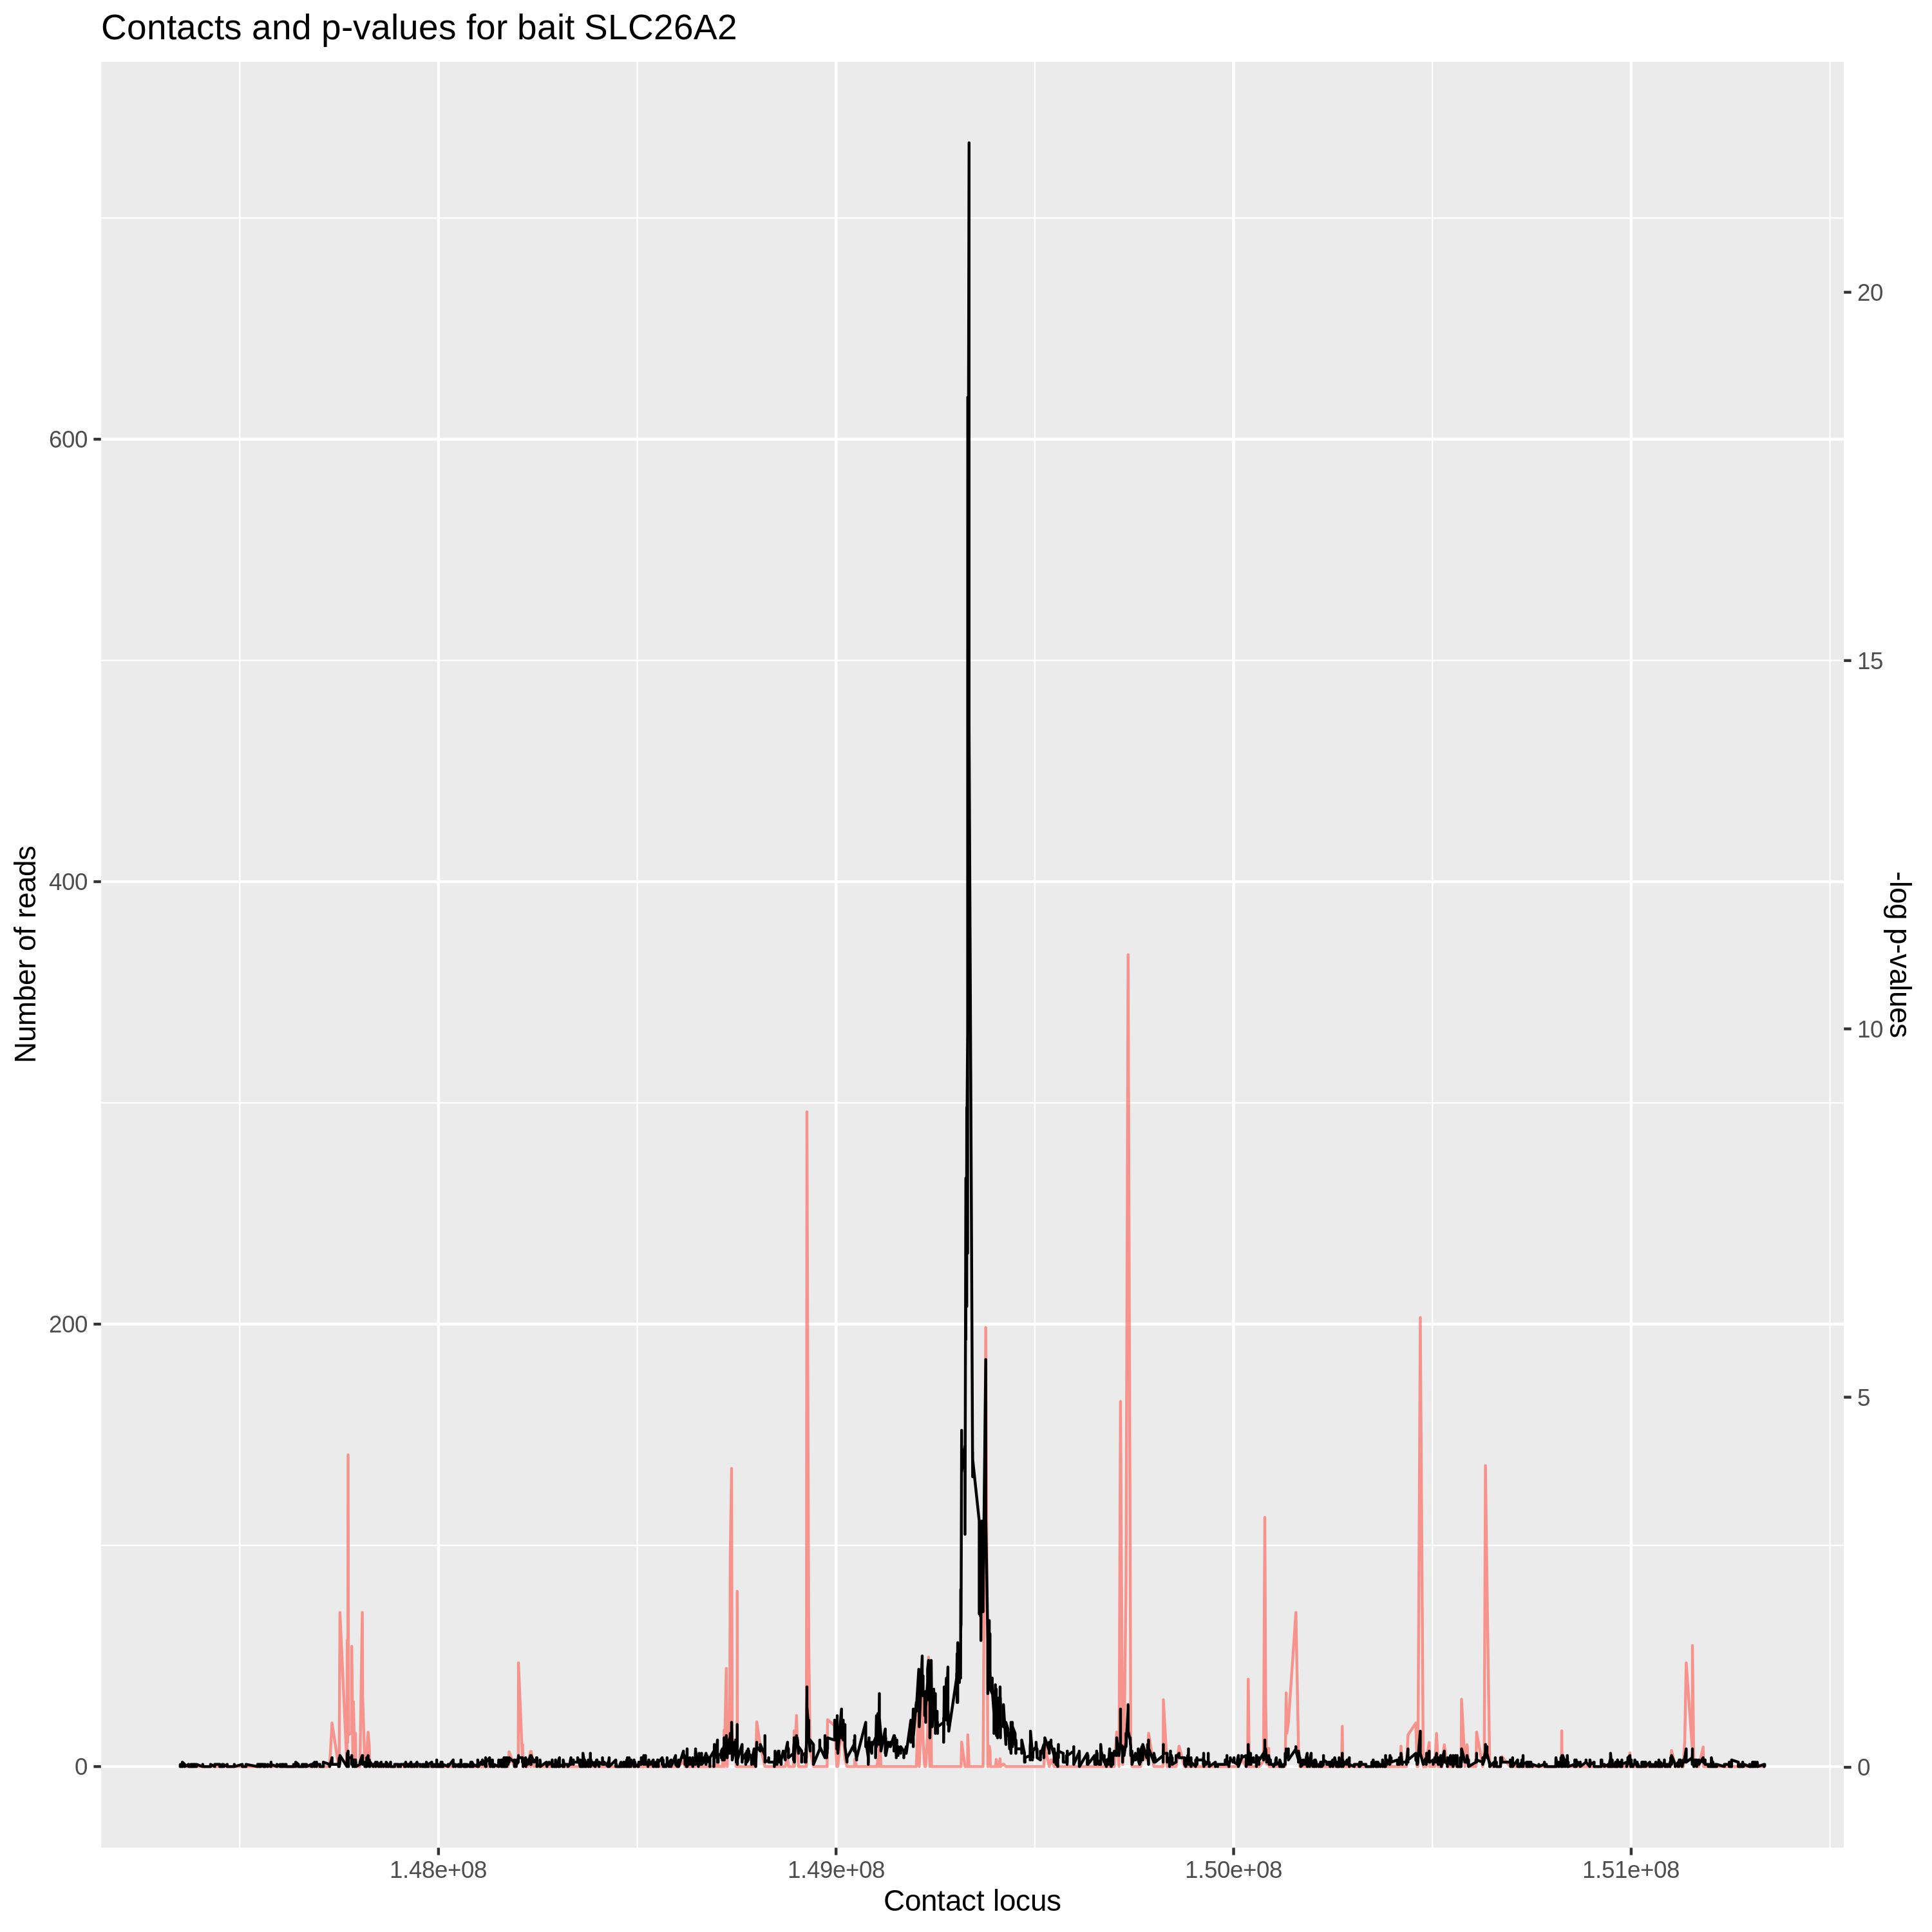 Contacts and p-values for bait SLC26A2
Number of reads
600
400
200
0
20
15
10
5
0
-log p-values
1.48e+08
1.49e+08
1.50e+08
1.51e+08
Contact locus